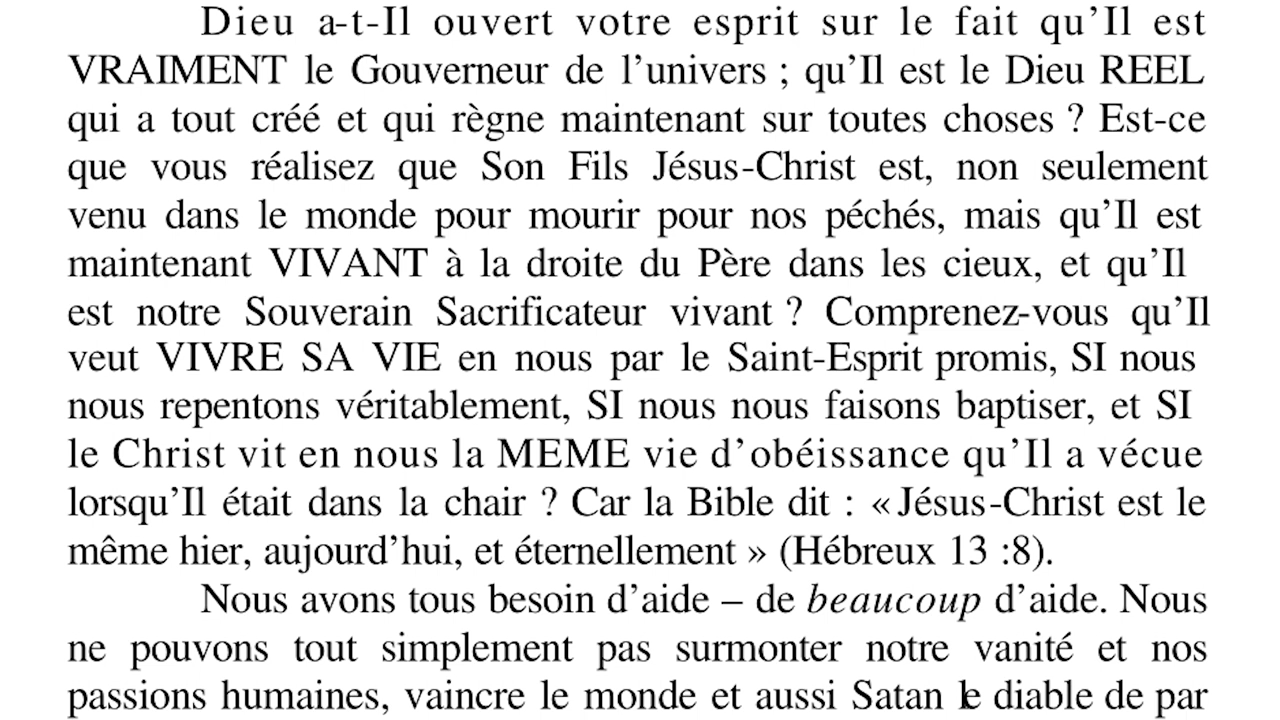 Dieu a-t-Il ouvert votre esprit sur le fait qu’Il est
VRAIMENT le Gouverneur de l’univers ; qu’Il est le Dieu REEL
qui a tout créé et qui règne maintenant sur toutes choses ? Est-ce
que vous réalisez que Son Fils Jésus-Christ est, non seulement
venu dans le monde pour mourir pour nos péchés, mais qu’Il est
maintenant VIVANT à la droite du Père dans les cieux, et qu’Il
est notre Souverain Sacrificateur vivant ? Comprenez-vous qu’Il
veut VIVRE SA VIE en nous par le Saint-Esprit promis, SI nous
nous repentons véritablement, SI nous nous faisons baptiser, et SI
le Christ vit en nous la MEME vie d’obéissance qu’Il a vécue
lorsqu’Il était dans la chair ? Car la Bible dit : « Jésus-Christ est le
même hier, aujourd’hui, et éternellement » (Hébreux 13 :8).
Nous avons tous besoin d’aide – de beaucoup d’aide. Nous
ne pouvons tout simplement pas surmonter notre vanité et nos
passions humaines, vaincre le monde et aussi Satan le diable de par